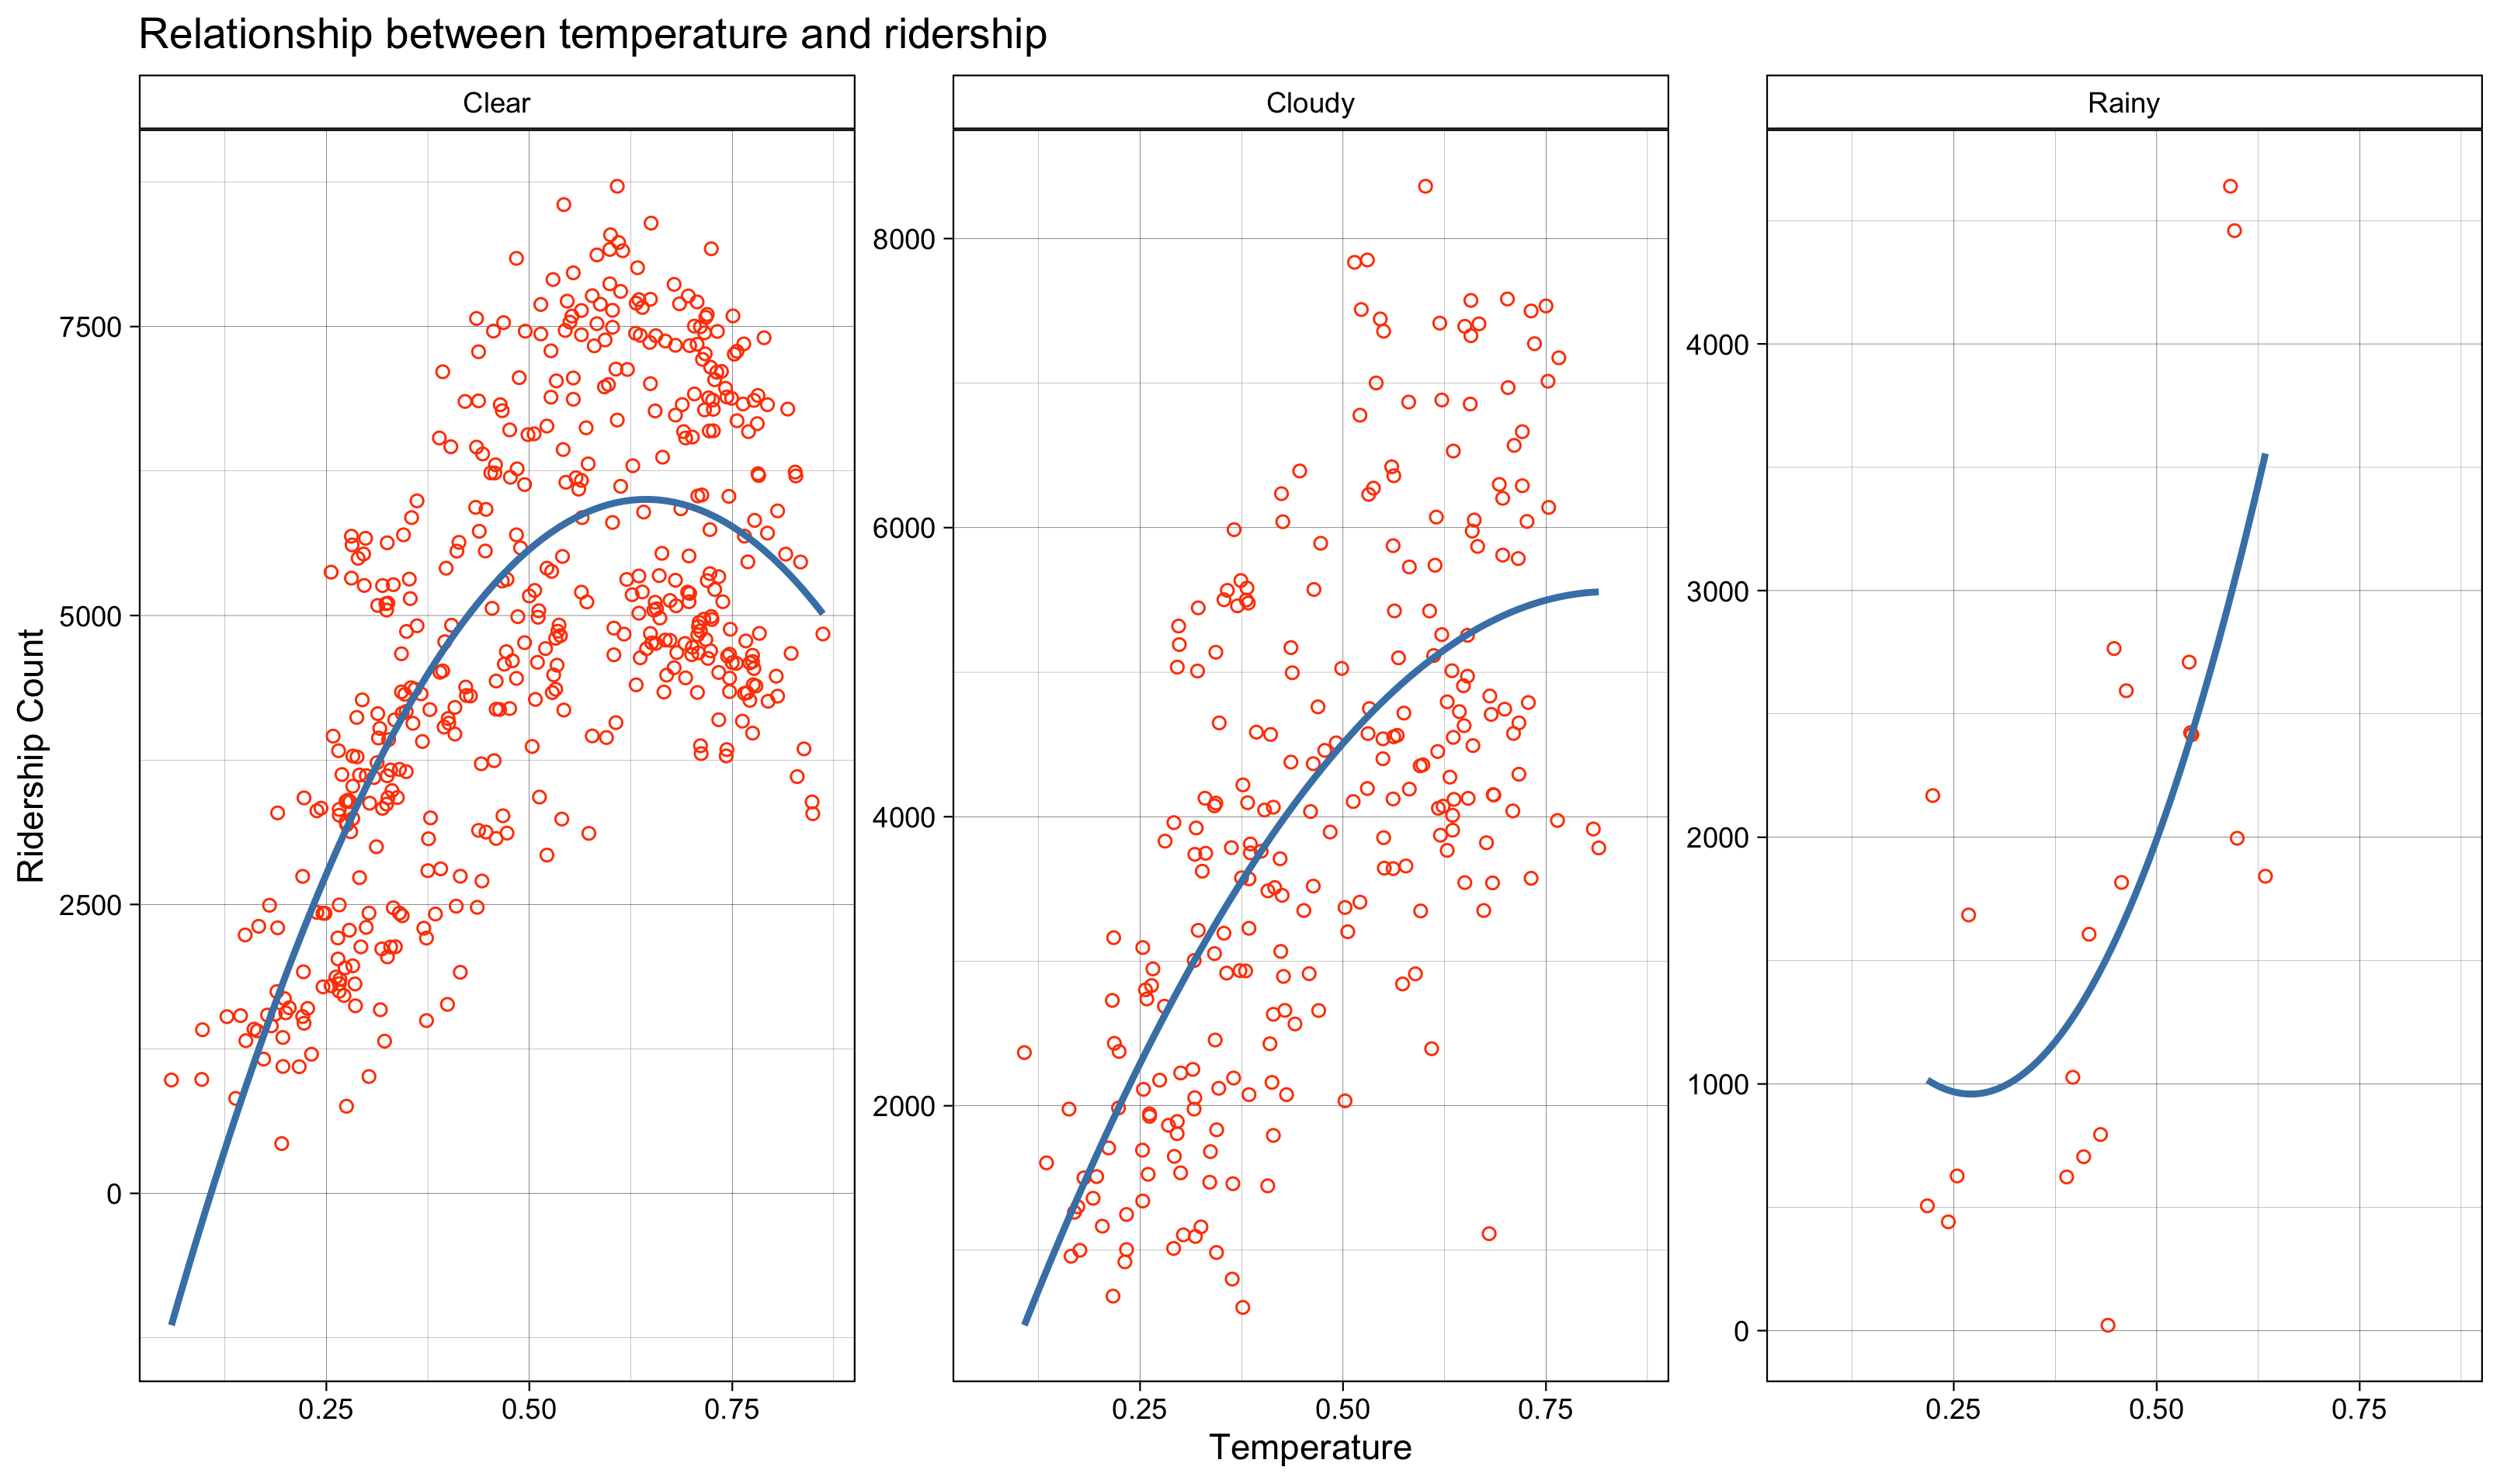 Relationship between temperature and ridership
Clear
Cloudy
Rainy
Ridership Count
7500
5000
2500
0
8000
6000
4000
2000
4000
3000
2000
1000
0
0.25 0.50 0.75
0.25 0.50 0.75
0.25 0.50 0.75
Temperature